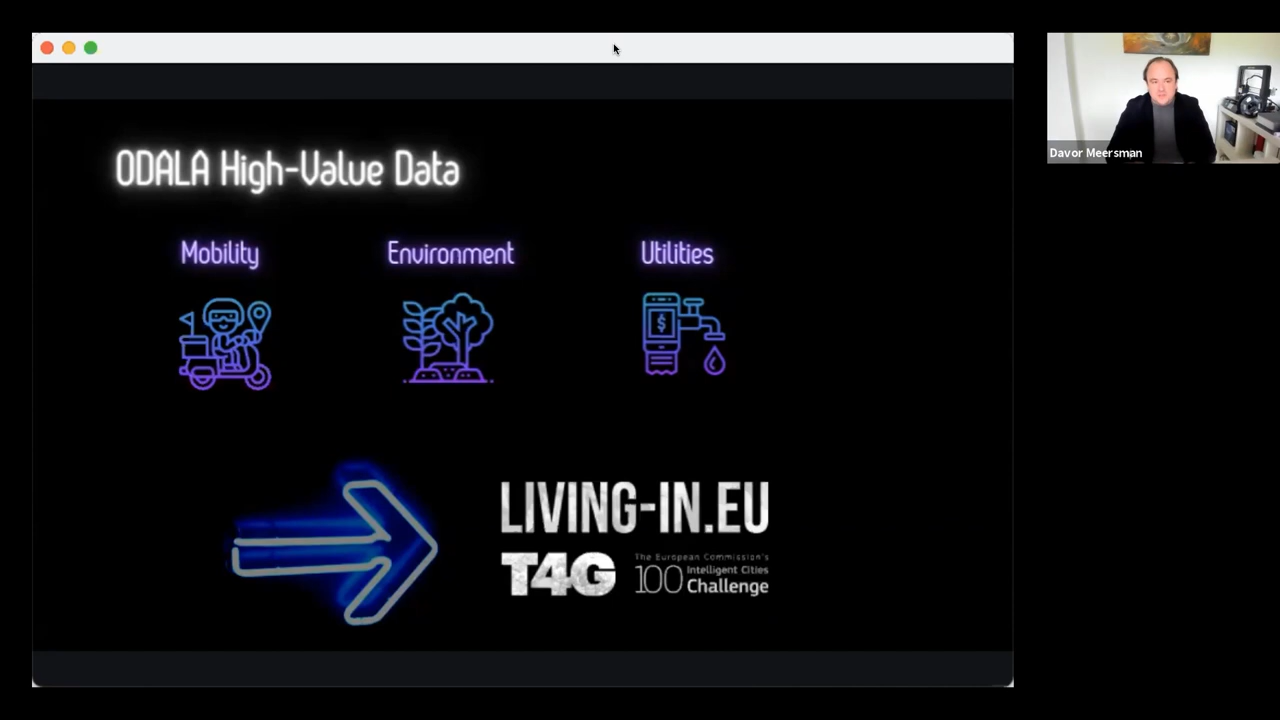 ODALA High-Value Data
Mobility
Environment
Utilities
$
LIVING-IN.EU
T4G
The European Commission's
100 Intelligent Cities
Challenge
Davor Meersman